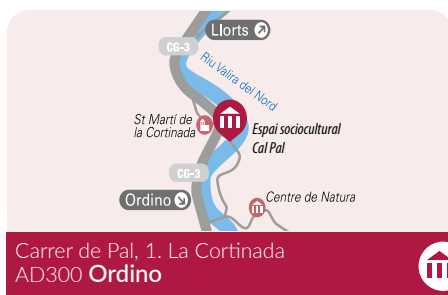 Llorts
CG-3
Riu Valira del Nord
St Martí de
la Cortinada
Espai sociocultural
Cal Pal
CG-3
Ordino
Centre de Natura
Carrer de Pal, 1. La Cortinada
AD300 Ordino